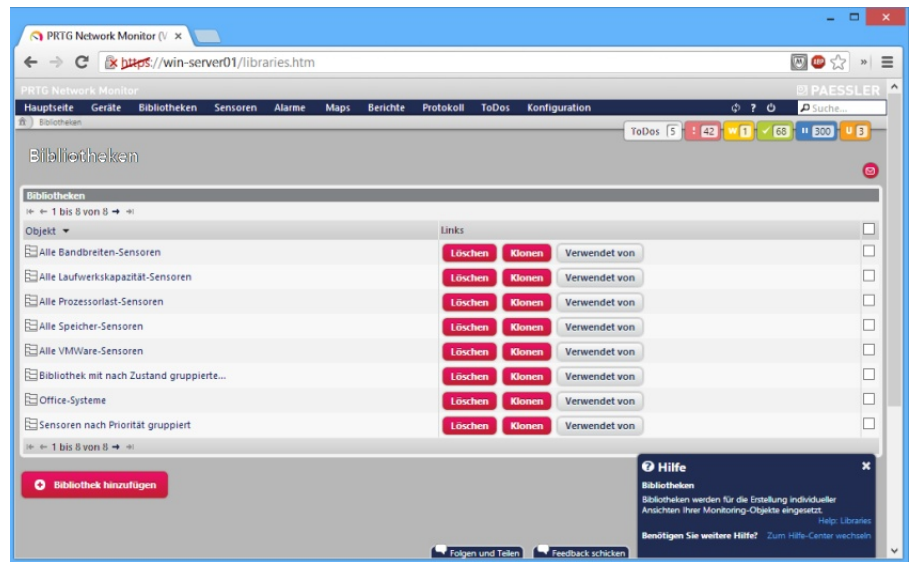 PRTG Network Monitor (V
https://win-server01/libraries.htm
PRTG Network Monitor
PAESSLER
Hauptseite Geräte Bibliotheken Sensoren Alarme Maps Berichte Protokoll ToDos Konfiguration ? Suche...
Bibliotheken
ToDos 5 ! 42 W 1 68 300 U 3
Bibliotheken
Bibliotheken
1 bis 8 von 8
Objekt Links
Alle Bandbreiten-Sensoren Löschen Klonen Verwendet von
Alle Laufwerkskapazität-Sensoren Löschen Klonen Verwendet von
Alle Prozessorlast-Sensoren Löschen Klonen Verwendet von
Alle Speicher-Sensoren Löschen Klonen Verwendet von
Alle VMWare-Sensoren Löschen Klonen Verwendet von
Bibliothek mit nach Zustand gruppierte... Löschen Klonen Verwendet von
Office-Systeme Löschen Klonen Verwendet von
Sensoren nach Priorität gruppiert Löschen Klonen Verwendet von
1 bis 8 von 8
Bibliothek hinzufügen
Hilfe
Bibliotheken
Bibliotheken werden für die Erstellung individueller
Ansichten Ihrer Monitoring-Objekte eingesetzt.
Help: Libraries
Benötigen Sie weitere Hilfe? Zum Hilfe-Center wechseln
Folgen und Teilen Feedback schicken